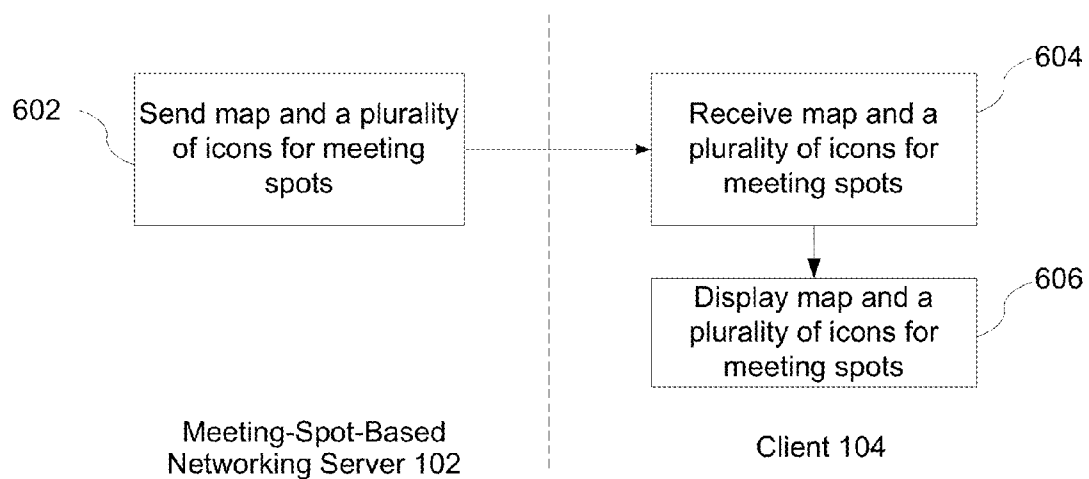 602
Send map and a plurality
of icons for meeting
spots
604
Receive map and a
plurality of icons for
meeting spots
606
Display map and a
plurality of icons for
meeting spots
Meeting-Spot-Based
Networking Server 102
Client 104